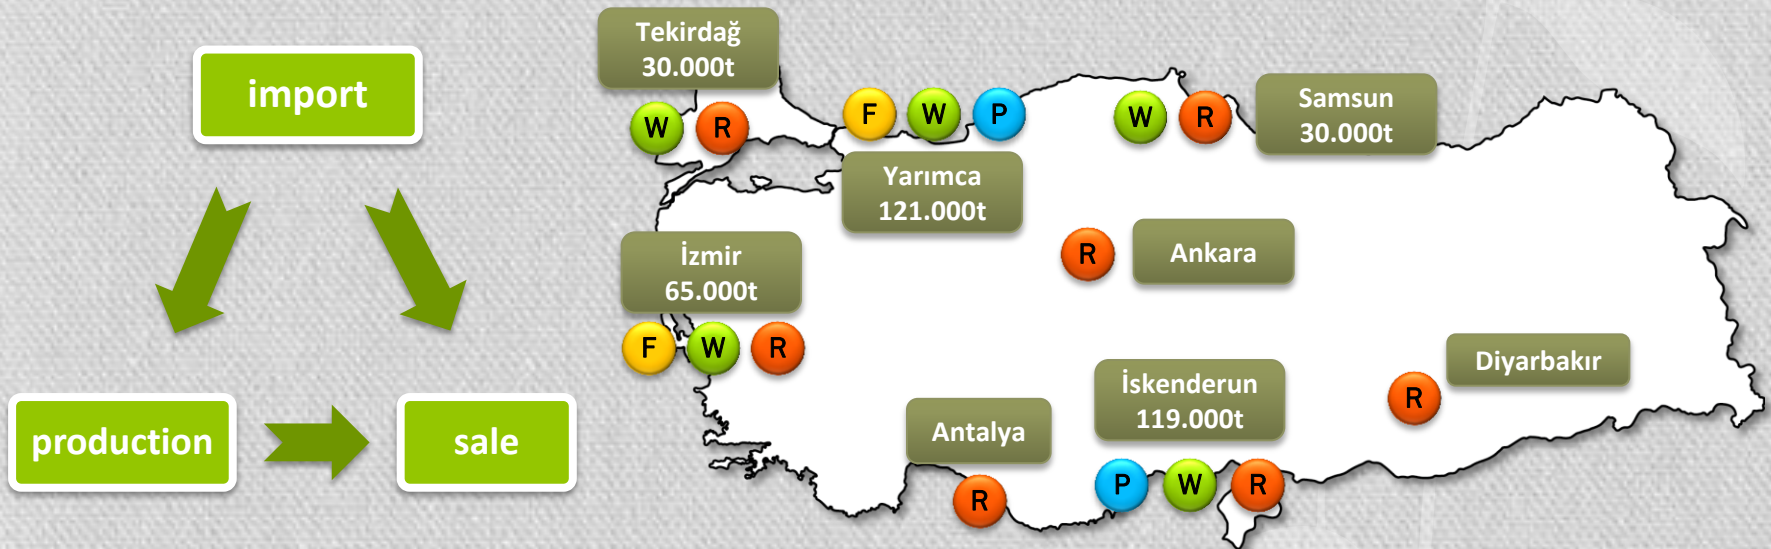 import
production
sale
Tekirdağ
30.000t
W R
F W P
Yarımca
121.000t
W R
Samsun
30.000t
İzmir
65.000t
F W R
R
Ankara
Antalya
R
İskenderun
119.000t
P W R
Diyarbakır
R